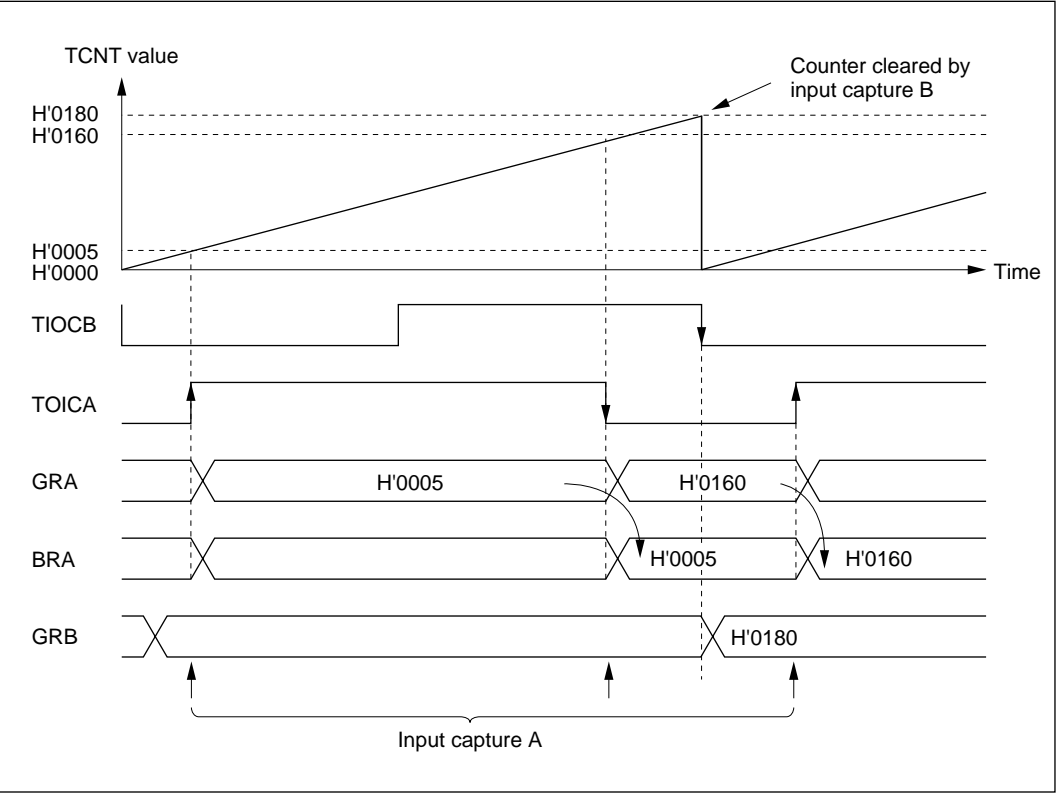 TCNT value
Counter cleared by
input capture B
H'0180
H'0160
H'0005
H'0000
Time
TIOCB
TOICA
GRA
H'0005
H'0160
BRA
H'0005
H'0160
GRB
H'0180
Input capture A